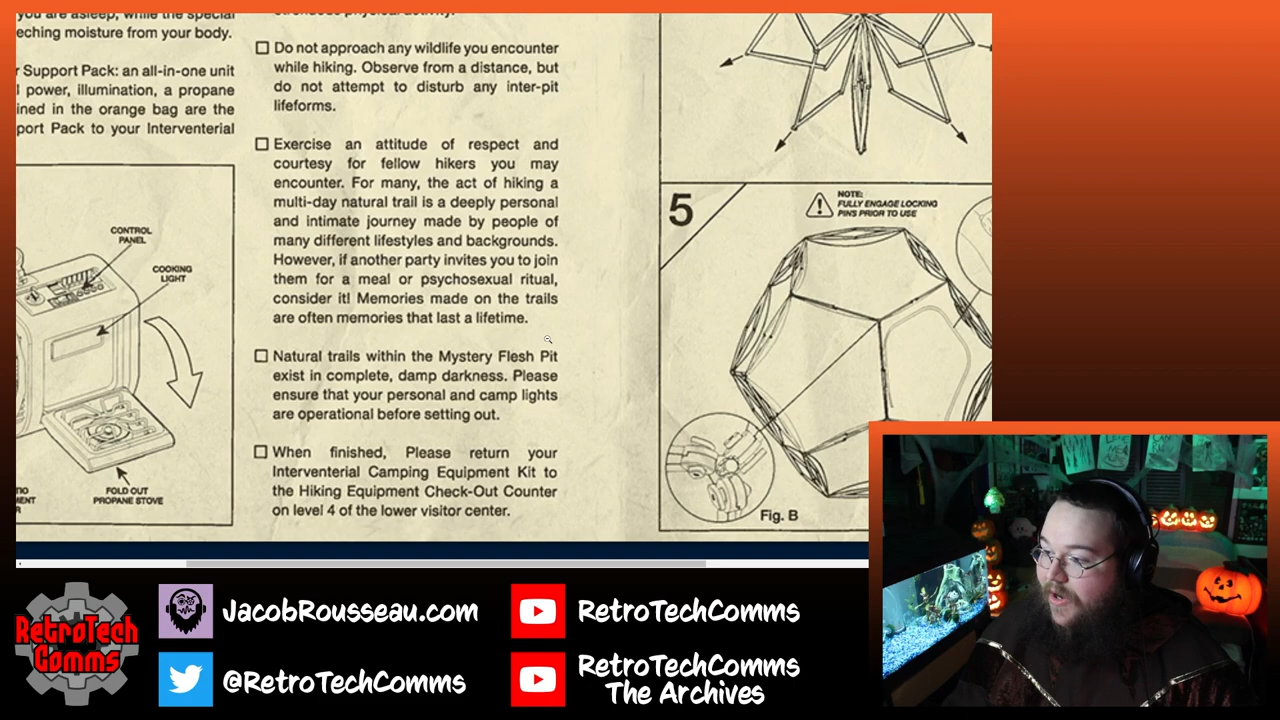 you are asleep, while the special
eching moisture from your body.
r Support Pack: an all-in-one unit
l power, illumination, a propane
ined in the orange bag are the
port Pack to your Interventerial
CONTROL
PANEL
COOKING
LIGHT
FOLD OUT
PROPANE STOVE
strenuous physical activity.
Do not approach any wildlife you encounter
while hiking. Observe from a distance, but
do not attempt to disturb any inter-pit
lifeforms.
Exercise an attitude of respect and
courtesy for fellow hikers you may
encounter. For many, the act of hiking a
multi-day natural trail is a deeply personal
and intimate journey made by people of
many different lifestyles and backgrounds.
However, if another party invites you to join
them for a meal or psychosexual ritual,
consider it! Memories made on the trails
are often memories that last a lifetime.
Natural trails within the Mystery Flesh Pit
exist in complete, damp darkness. Please
ensure that your personal and camp lights
are operational before setting out.
When finished, Please return your
Interventerial Camping Equipment Kit to
the Hiking Equipment Check-Out Counter
on level 4 of the lower visitor center.
5
NOTE:
FULLY ENGAGE LOCKING
PINS PRIOR TO USE
Fig. B
RetroTech
Comms
JacobRousseau.com
@RetroTechComms
RetroTechComms
RetroTechComms
The Archives